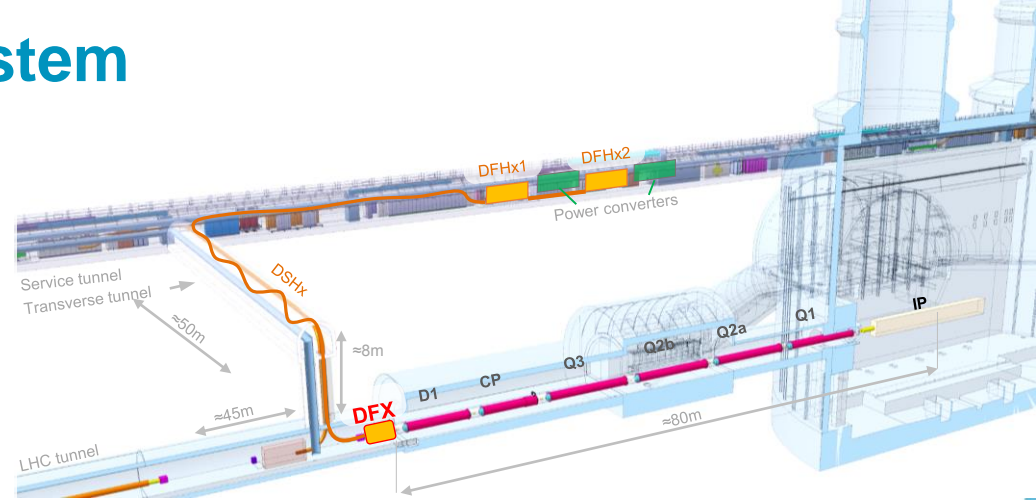 stem
DFHx1
DFHx2
Power converters
Service tunnel
Transverse tunnel
DSHx
≈50m
≈8m
≈45m
LHC tunnel
DFX
D1
CP
Q3
Q2b
Q2a
Q1
IP
≈80m